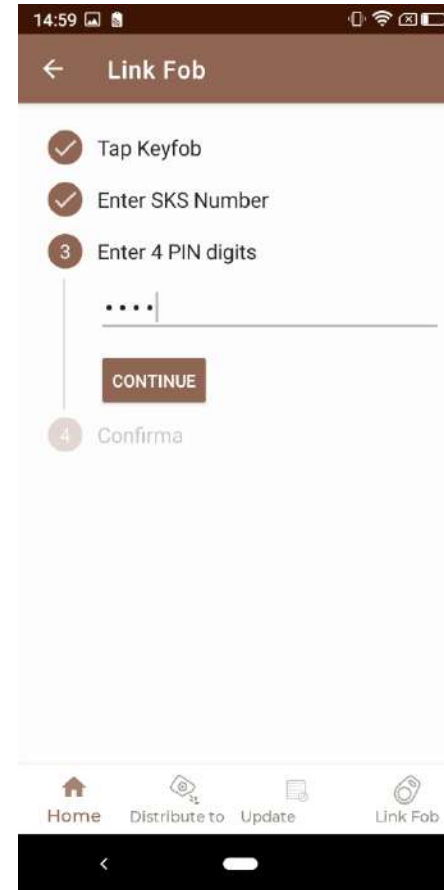 14:59
Link Fob
Tap Keyfob
Enter SKS Number
3 Enter 4 PIN digits
••••
CONTINUE
4 Confirma
Home Distribute to Update Link Fob